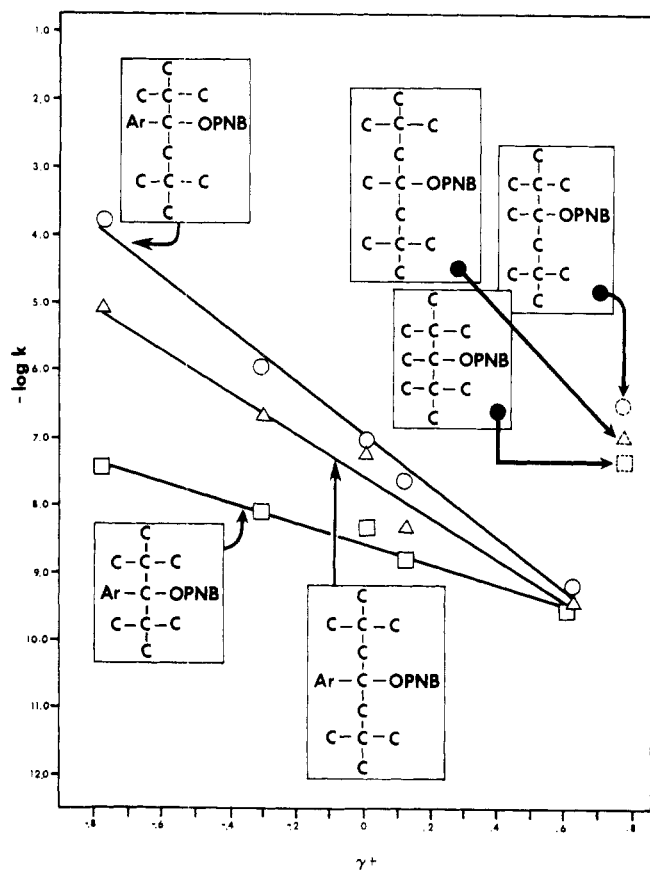 1.0
2.0
3.0
4.0
5.0
6.0
7.0
8.0
9.0
10.0
11.0
12.0
- log k
C
C-C-C
Ar-C-OPNB
C
C-C-C
C
C
C-C-C
C
C-C-OPNB
C
C-C-C
C
C
C-C-C
C-C-OPNB
C
C-C-C
C
C
C-C-C
C-C-OPNB
C-C-C
C
C
C-C-C
Ar-C-OPNB
C-C-C
C
C
C-C-C
C
Ar-C-OPNB
C
C-C-C
C
-.8 -.6 -.4 -.2 0 .2 .4 .6 .8
γ +